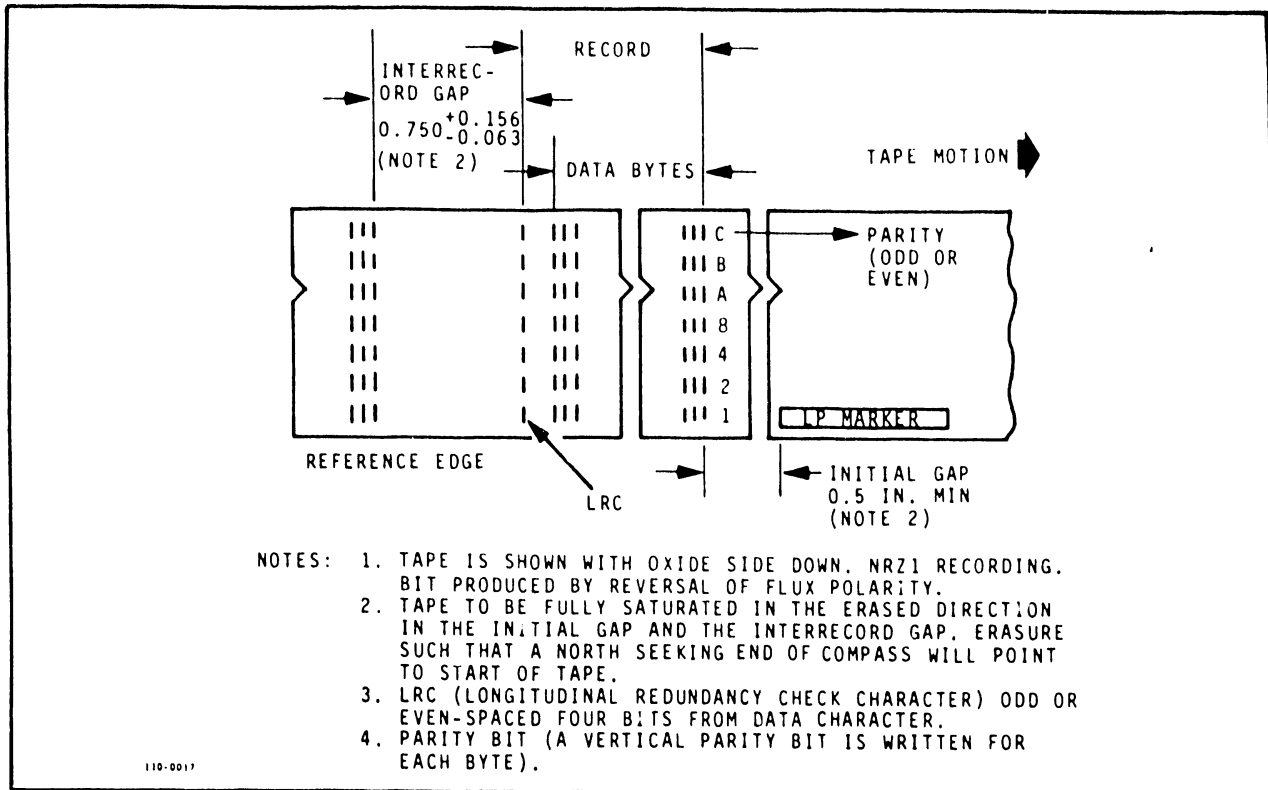 RECORD
INTERREC-
ORD GAP
0.750 +0.156
-0.063
(NOTE 2)
DATA BYTES
TAPE MOTION
C
PARITY
(ODD OR
EVEN)
B
A
8
4
2
1
LP MARKER
REFERENCE EDGE
LRC
INITIAL GAP
0.5 IN. MIN
(NOTE 2)
NOTES: 1. TAPE IS SHOWN WITH OXIDE SIDE DOWN. NRZ1 RECORDING.
BIT PRODUCED BY REVERSAL OF FLUX POLARITY.
2. TAPE TO BE FULLY SATURATED IN THE ERASED DIRECTION
IN THE INITIAL GAP AND THE INTERRECORD GAP. ERASURE
SUCH THAT A NORTH SEEKING END OF COMPASS WILL POINT
TO START OF TAPE.
3. LRC (LONGITUDINAL REDUNDANCY CHECK CHARACTER) ODD OR
EVEN-SPACED FOUR BITS FROM DATA CHARACTER.
4. PARITY BIT (A VERTICAL PARITY BIT IS WRITTEN FOR
EACH BYTE).
110-0017